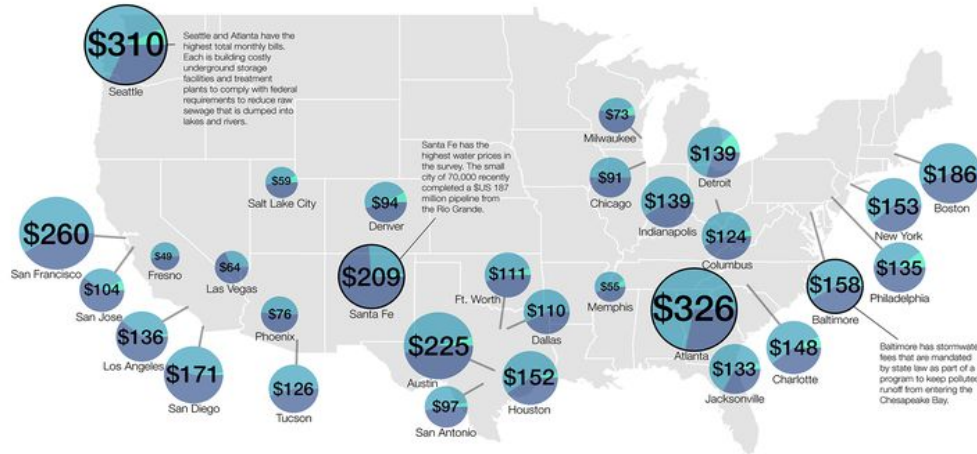 $310
Seattle
Seattle and Atlanta have the
highest total monthly bills.
Each is building costly
underground storage
facilities and treatment
plants to comply with federal
requirements to reduce raw
sewage that is dumped into
lakes and rivers.
$73
Milwaukee
$139
Detroit
Santa Fe has the
highest water prices in
the survey. The small
city of 70,000 recently
completed a $US 187
million pipeline from
the Rio Grande.
$59
Salt Lake City
$94
Denver
$91
Chicago
$139
Indianapolis
$186
Boston
$153
New York
$124
Columbus
$260
San Francisco
$49
Fresno
$64
Las Vegas
$209
Santa Fe
$111
Ft. Worth
$55
Memphis
$135
Philadelphia
$158
Baltimore
$104
San Jose
$76
Phoenix
$110
Dallas
$326
Atlanta
$136
Los Angeles
$225
Austin
$148
Charlotte
Baltimore has stormwate
fees that are mandated
by state law as part of a
program to keep polluted
runoff from entering the
Chesapeake Bay.
$171
San Diego
$126
Tucson
$152
Houston
$133
Jacksonville
$97
San Antonio